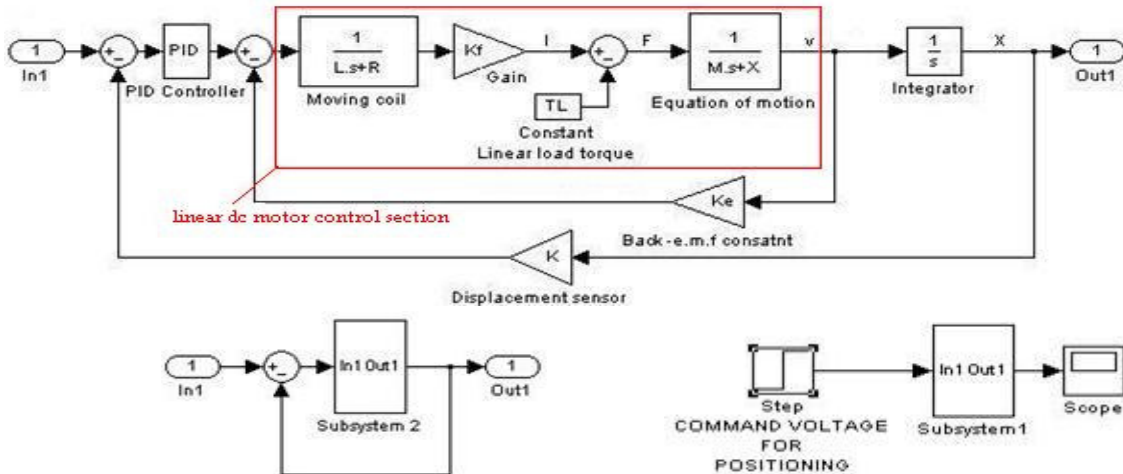 1
In1
PID
PID Controller
1
L.s+R
Moving coil
Kf
Gain
I
F
TL
Constant
Linear load torque
1
M.s+X
Equation of motion
v
1
s
Integrator
X
1
Out1
linear dc motor control section
Ke
Back-e.m.f consatnt
K
Displacement sensor
1
In1
In1 Out1
Subsystem 2
1
Out1
Step
COMMAND VOLTAGE
FOR
POSITIONING
In1 Out1
Subsystem1
Scope